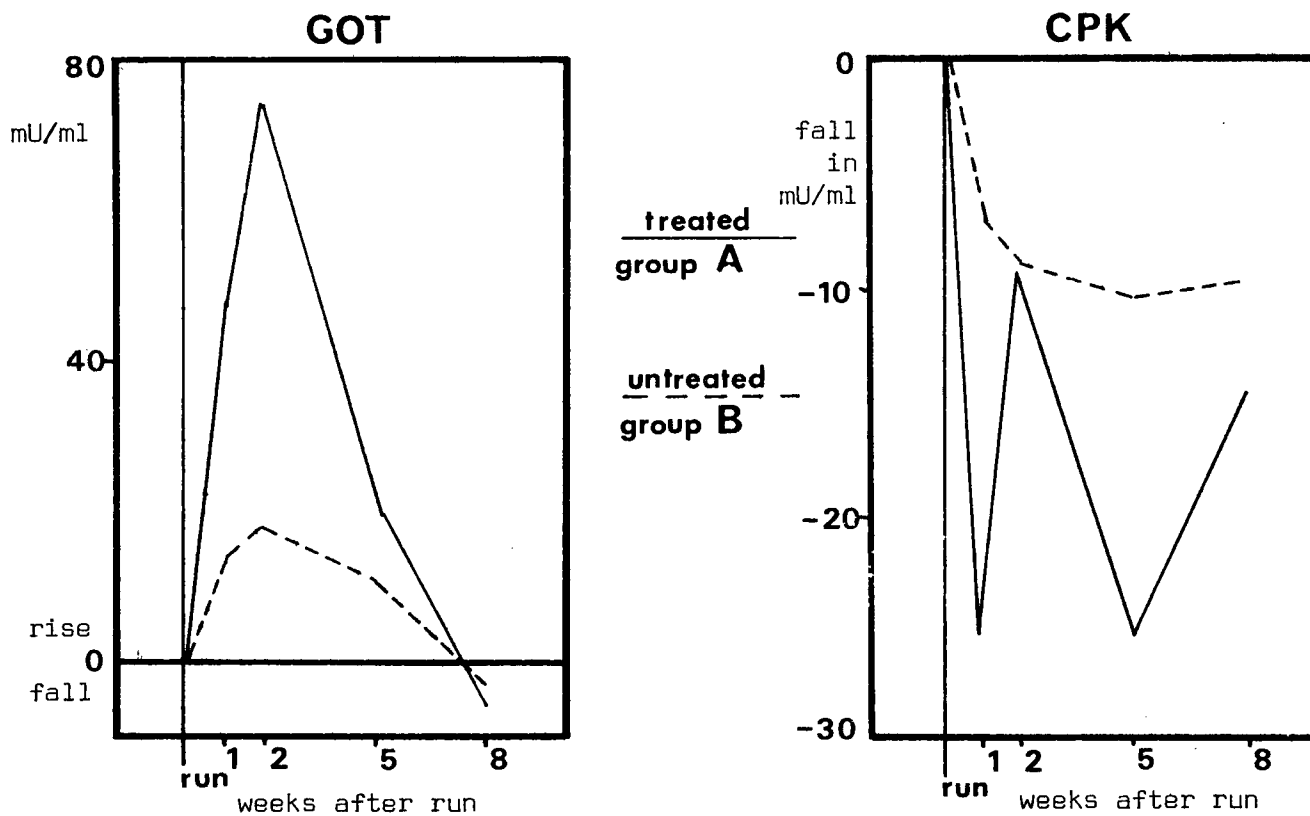 GOT
80
mU/ml
40
rise
0
fall
1 2 5 8
run
weeks after run
treated
group A
untreated
group B
CPK
0
fall
in
mU/ml
-10
-20
-30
1 2 5 8
run
weeks after run